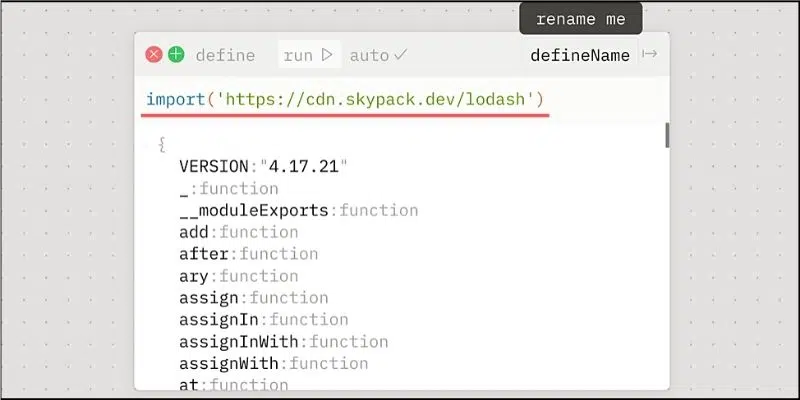 rename me
define run auto defineName
import('https://cdn.skypack.dev/lodash')
{
VERSION:"4.17.21"
_:function
__moduleExports:function
add:function
after:function
ary:function
assign:function
assignIn:function
assignInWith:function
assignWith:function
at:function